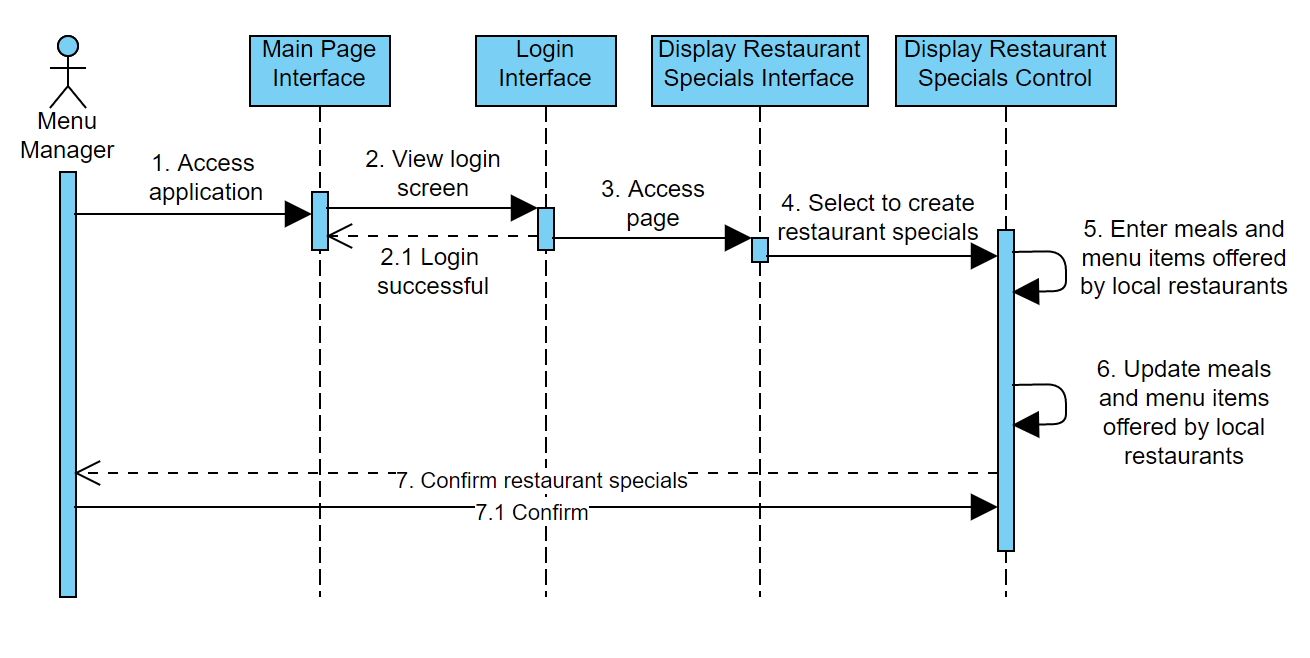 Main Page
Interface
Login
Interface
Display Restaurant
Specials Interface
Display Restaurant
Specials Control
Menu
Manager
1. Access
application
2. View login
screen
2.1 Login
successful
3. Access
page
4. Select to create
restaurant specials
5. Enter meals and
menu items offered
by local restaurants
6. Update meals
and menu items
offered by local
restaurants
7. Confirm restaurant specials
7.1 Confirm